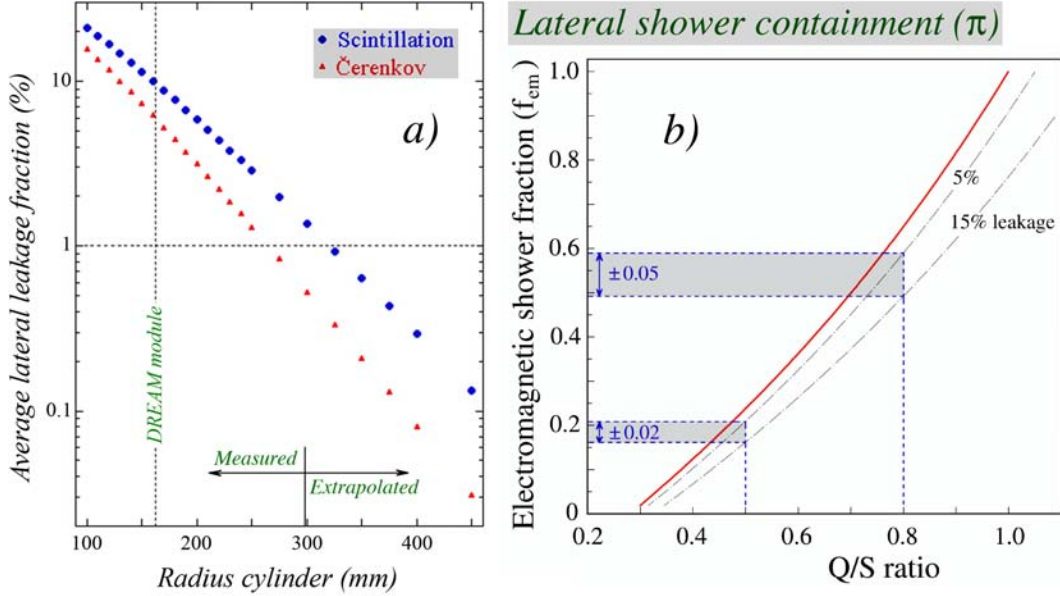 Lateral shower containment (π)
Scintillation
Čerenkov
a)
10
1
0.1
Average lateral leakage fraction (%)
DREAM module
Measured
Extrapolated
100
200
300
400
Radius cylinder (mm)
b)
1.0
0.8
0.6
0.4
0.2
0
Electromagnetic shower fraction (fem)
5%
15% leakage
±0.05
±0.02
0.2
0.4
0.6
0.8
1.0
Q/S ratio